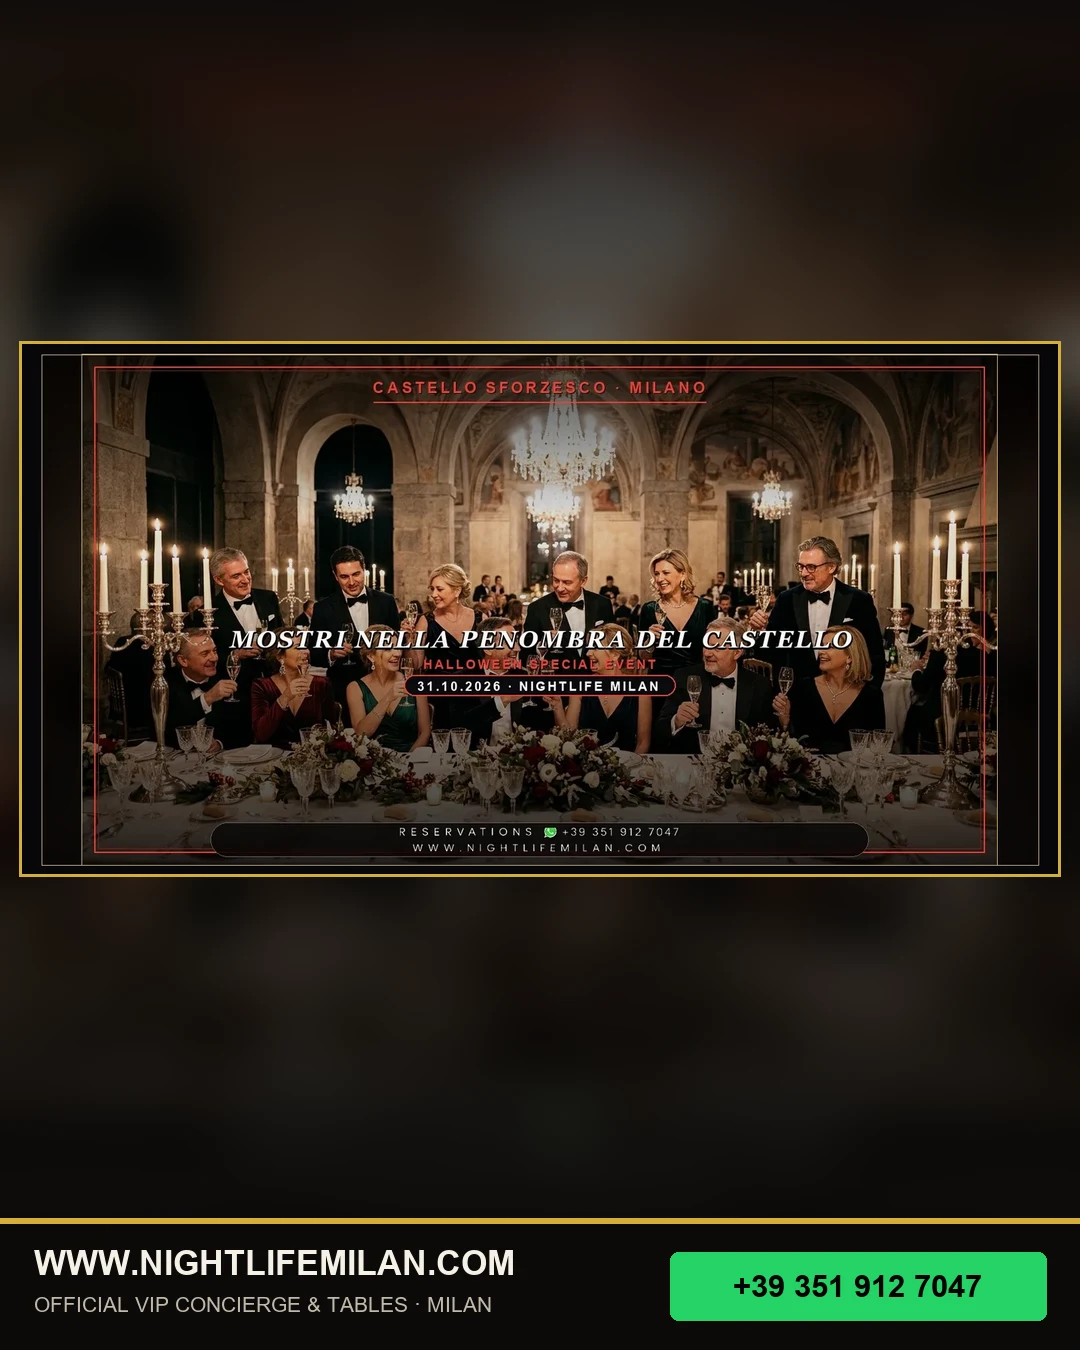 CASTELLO SFORZESCO · MILANO
MOSTRI NELLA PENOMBRA DEL CASTELLO
HALLOWEEN SPECIAL EVENT
31.10.2026 · NIGHTLIFE MILAN
RESERVATIONS +39 351 912 7047
WWW.NIGHTLIFEMILAN.COM
WWW.NIGHTLIFEMILAN.COM
OFFICIAL VIP CONCIERGE & TABLES · MILAN
+39 351 912 7047